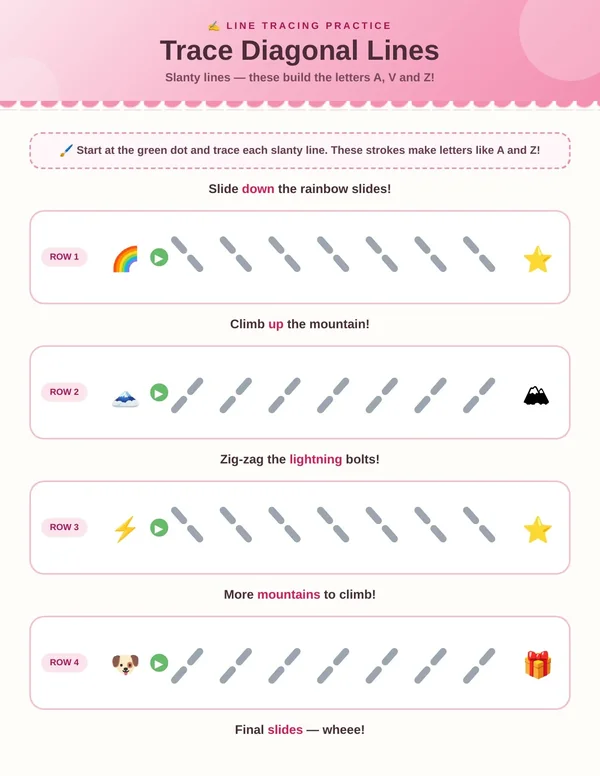 ✍️ LINE TRACING PRACTICE
Trace Diagonal Lines
Slanty lines — these build the letters A, V and Z!
🖌️ Start at the green dot and trace each slanty line. These strokes make letters like A and Z!
Slide down the rainbow slides!
ROW 1
Climb up the mountain!
ROW 2
Zig-zag the lightning bolts!
ROW 3
More mountains to climb!
ROW 4
Final slides — wheee!